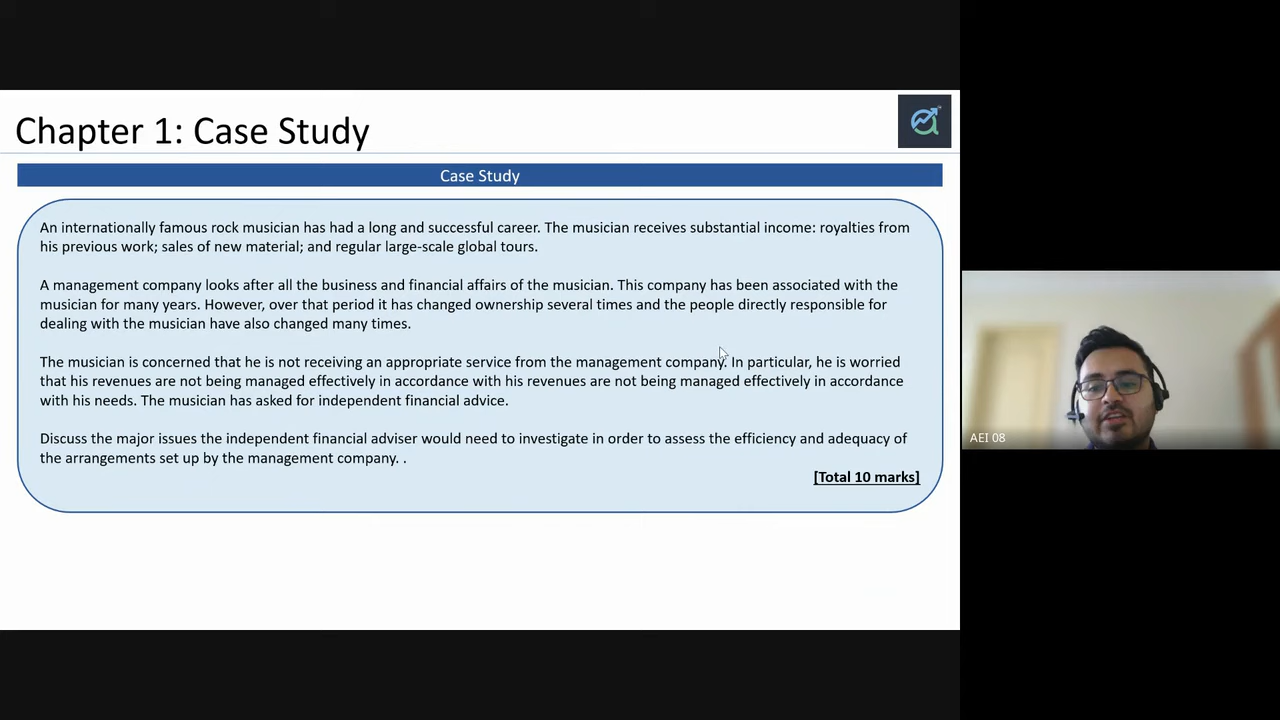 Chapter 1: Case Study
Case Study
An internationally famous rock musician has had a long and successful career. The musician receives substantial income: royalties from
his previous work; sales of new material; and regular large-scale global tours.
A management company looks after all the business and financial affairs of the musician. This company has been associated with the
musician for many years. However, over that period it has changed ownership several times and the people directly responsible for
dealing with the musician have also changed many times.
The musician is concerned that he is not receiving an appropriate service from the management company. In particular, he is worried
that his revenues are not being managed effectively in accordance with his revenues are not being managed effectively in accordance
with his needs. The musician has asked for independent financial advice.
Discuss the major issues the independent financial adviser would need to investigate in order to assess the efficiency and adequacy of
the arrangements set up by the management company. .
[Total 10 marks]
AEI 08